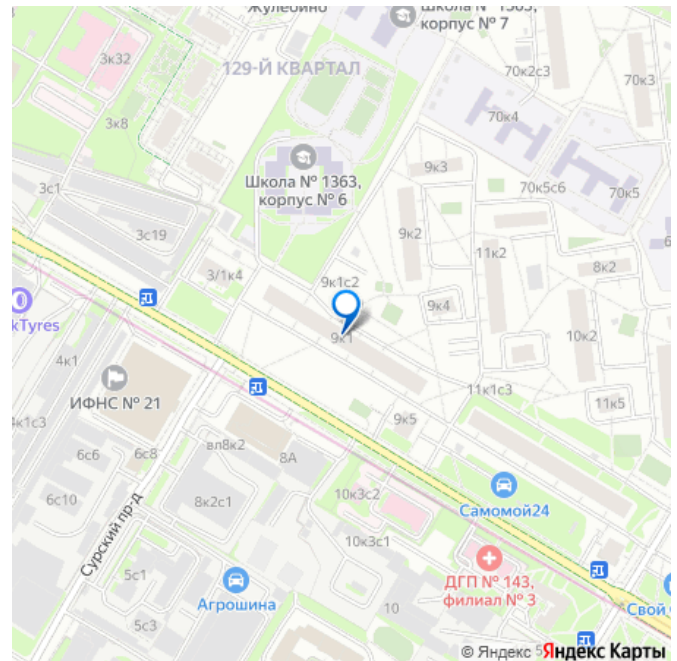 Жулебино
Школа № 1363,
корпус № 7
3к32
129-Й КВАРТАЛ
70к2с3
70к3
3к8
70к4
Школа № 1363,
корпус № 6
9к3
70к5с6
70к5
3с1
3с19
9к2
11к2
3/1к4
9к1с2
8к2
kTyres
9к4
9к1
10к2
4к1
ИФНС № 21
11к1с3
11к5
4к1с3
9к5
6с6
6с8
вл8к2
8А
Самомой24
6с10
8к2с1
10к3с2
Сурский пр-д
10к3с1
5с1
ДГП № 143,
филиал № 3
Агрошина
10
Свой
5с3
© Яндекс
Яндекс Карты